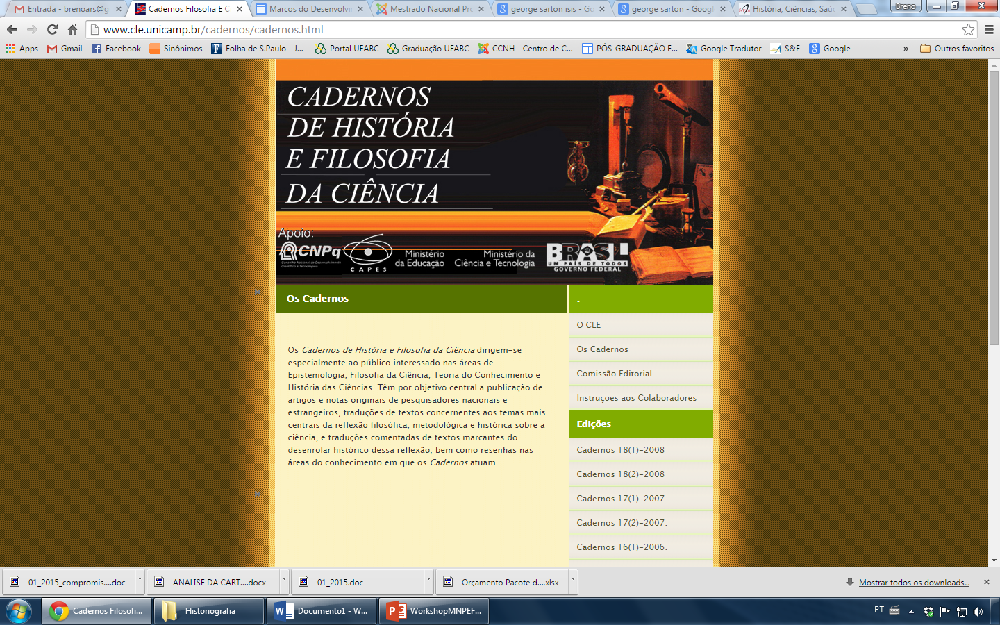 Entrada - brenoars@g
Cadernos Filosofia E Ci
Marcos do Desenvolvi
Mestrado Nacional Pro
george sarton isis - Go
george sarton - Google
História, Ciências, Saúd
Breno
www.cle.unicamp.br/cadernos/cadernos.html
Apps
Gmail
Facebook
Sinônimos
Folha de S.Paulo - J...
Portal UFABC
Graduação UFABC
CCNH - Centro de C...
PÓS-GRADUAÇÃO E...
Google Tradutor
S&E
Google
»
Outros favoritos
CADERNOS
DE HISTÓRIA
E FILOSOFIA
DA CIÊNCIA
Apoio:
CNPq
Conselho Nacional de Desenvolvimento
Científico e Tecnológico
CAPES
Ministério
da Educação
Ministério da
Ciência e Tecnologia
BRASIL
UM PAÍS DE TODOS
GOVERNO FEDERAL
Os Cadernos
Os Cadernos de História e Filosofia da Ciência dirigem-se
especialmente ao público interessado nas áreas de
Epistemologia, Filosofia da Ciência, Teoria do Conhecimento e
História das Ciências. Têm por objetivo central a publicação de
artigos e notas originais de pesquisadores nacionais e
estrangeiros, traduções de textos concernentes aos temas mais
centrais da reflexão filosófica, metodológica e histórica sobre a
ciência, e traduções comentadas de textos marcantes do
desenrolar histórico dessa reflexão, bem como resenhas nas
áreas do conhecimento em que os Cadernos atuam.
-
O CLE
Os Cadernos
Comissão Editorial
Instruçoes aos Colaboradores
Edições
Cadernos 18(1)-2008
Cadernos 18(2)-2008
Cadernos 17(1)-2007.
Cadernos 17(2)-2007.
Cadernos 16(1)-2006.
01_2015_compromis....doc
ANALISE DA CART....docx
01_2015.doc
Orçamento Pacote d....xlsx
Mostrar todos os downloads...
Cadernos Filosofi...
Historiografia
Documento1 - W...
WorkshopMNPEF...
PT